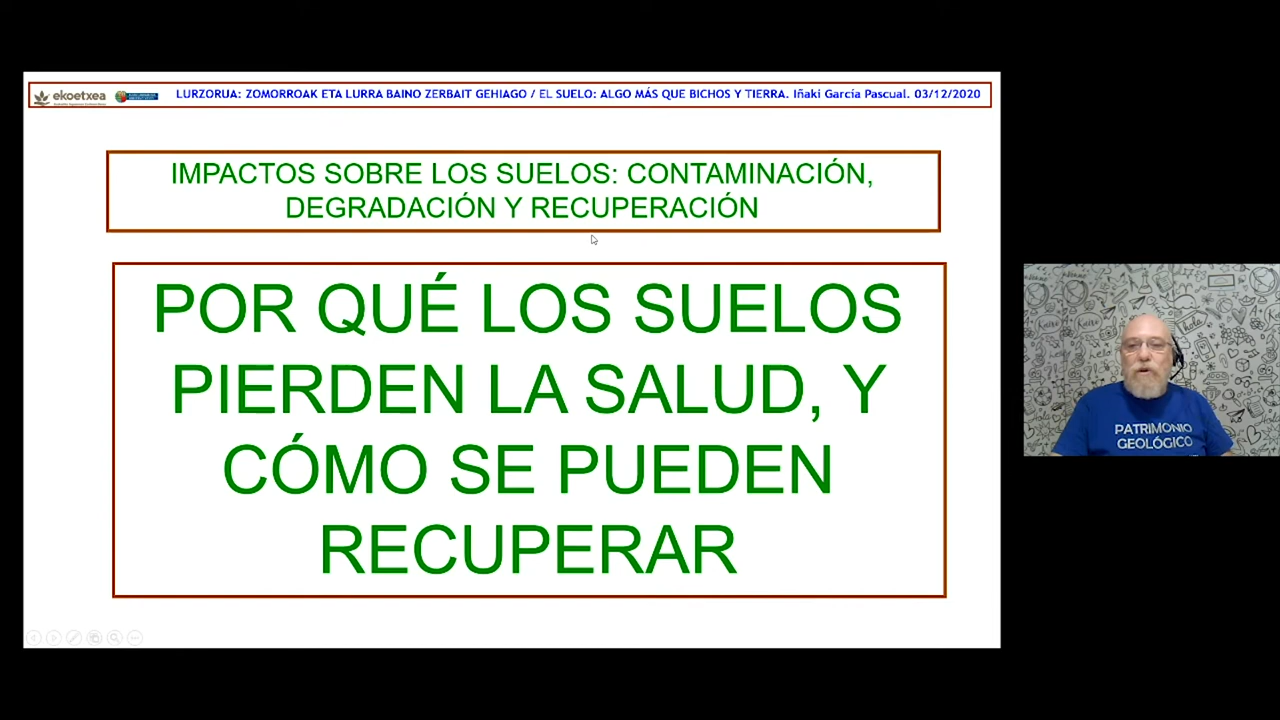 ekoetxea
LURZORUA: ZOMORROAK ETA LURRA BAINO ZERBAIT GEHIAGO / EL SUELO: ALGO MÁS QUE BICHOS Y TIERRA. Iñaki García Pascual. 03/12/2020
IMPACTOS SOBRE LOS SUELOS: CONTAMINACIÓN,
DEGRADACIÓN Y RECUPERACIÓN
POR QUÉ LOS SUELOS
PIERDEN LA SALUD, Y
CÓMO SE PUEDEN
RECUPERAR
PATRIMONIO
GEOLÓGICO